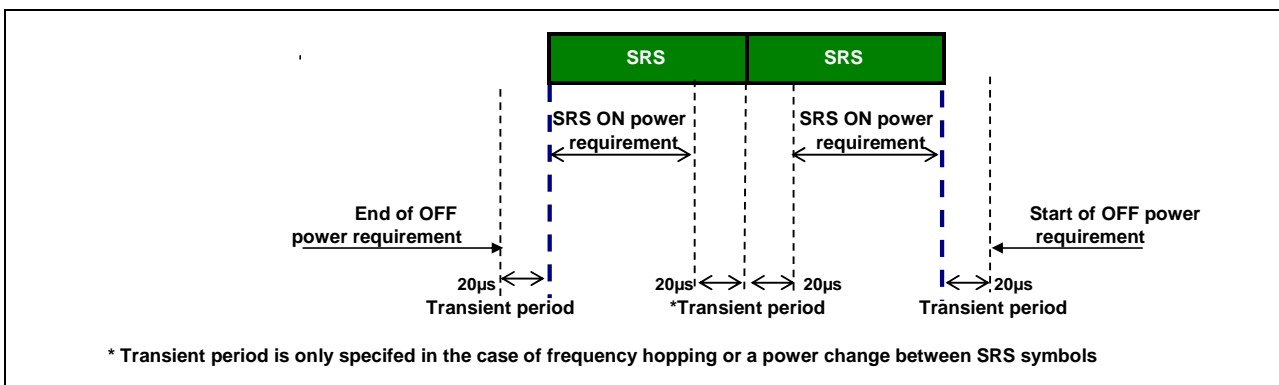 SRS SRS
SRS ON power
requirement
SRS ON power
requirement
End of OFF
power requirement
Start of OFF power
requirement
20µs 20µs 20µs 20µs
Transient period *Transient period Transient period
* Transient period is only specifed in the case of frequency hopping or a power change between SRS symbols